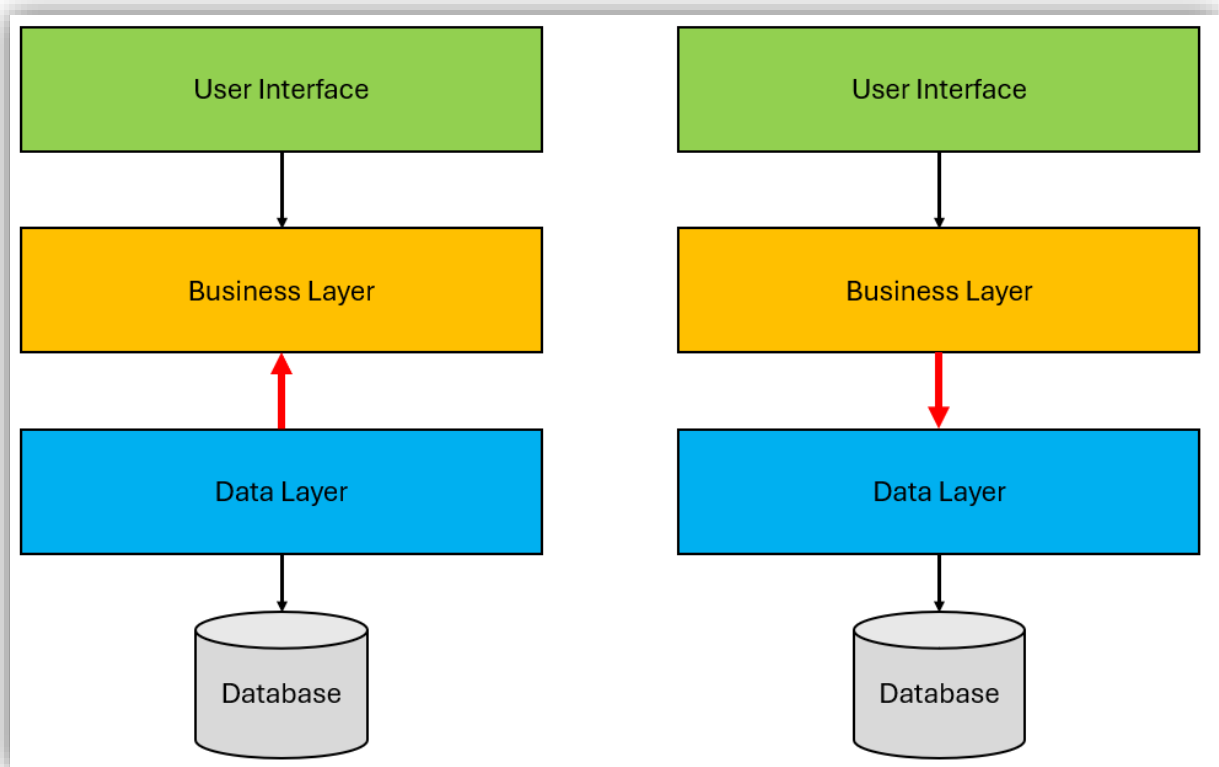 User Interface
Business Layer
Data Layer
Database
User Interface
Business Layer
Data Layer
Database